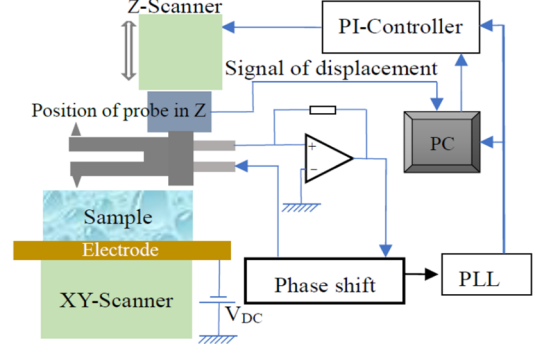 Z-Scanner
PI-Controller
Signal of displacement
Position of probe in Z
PC
+
−
Sample
Electrode
XY-Scanner
V_DC
Phase shift
PLL